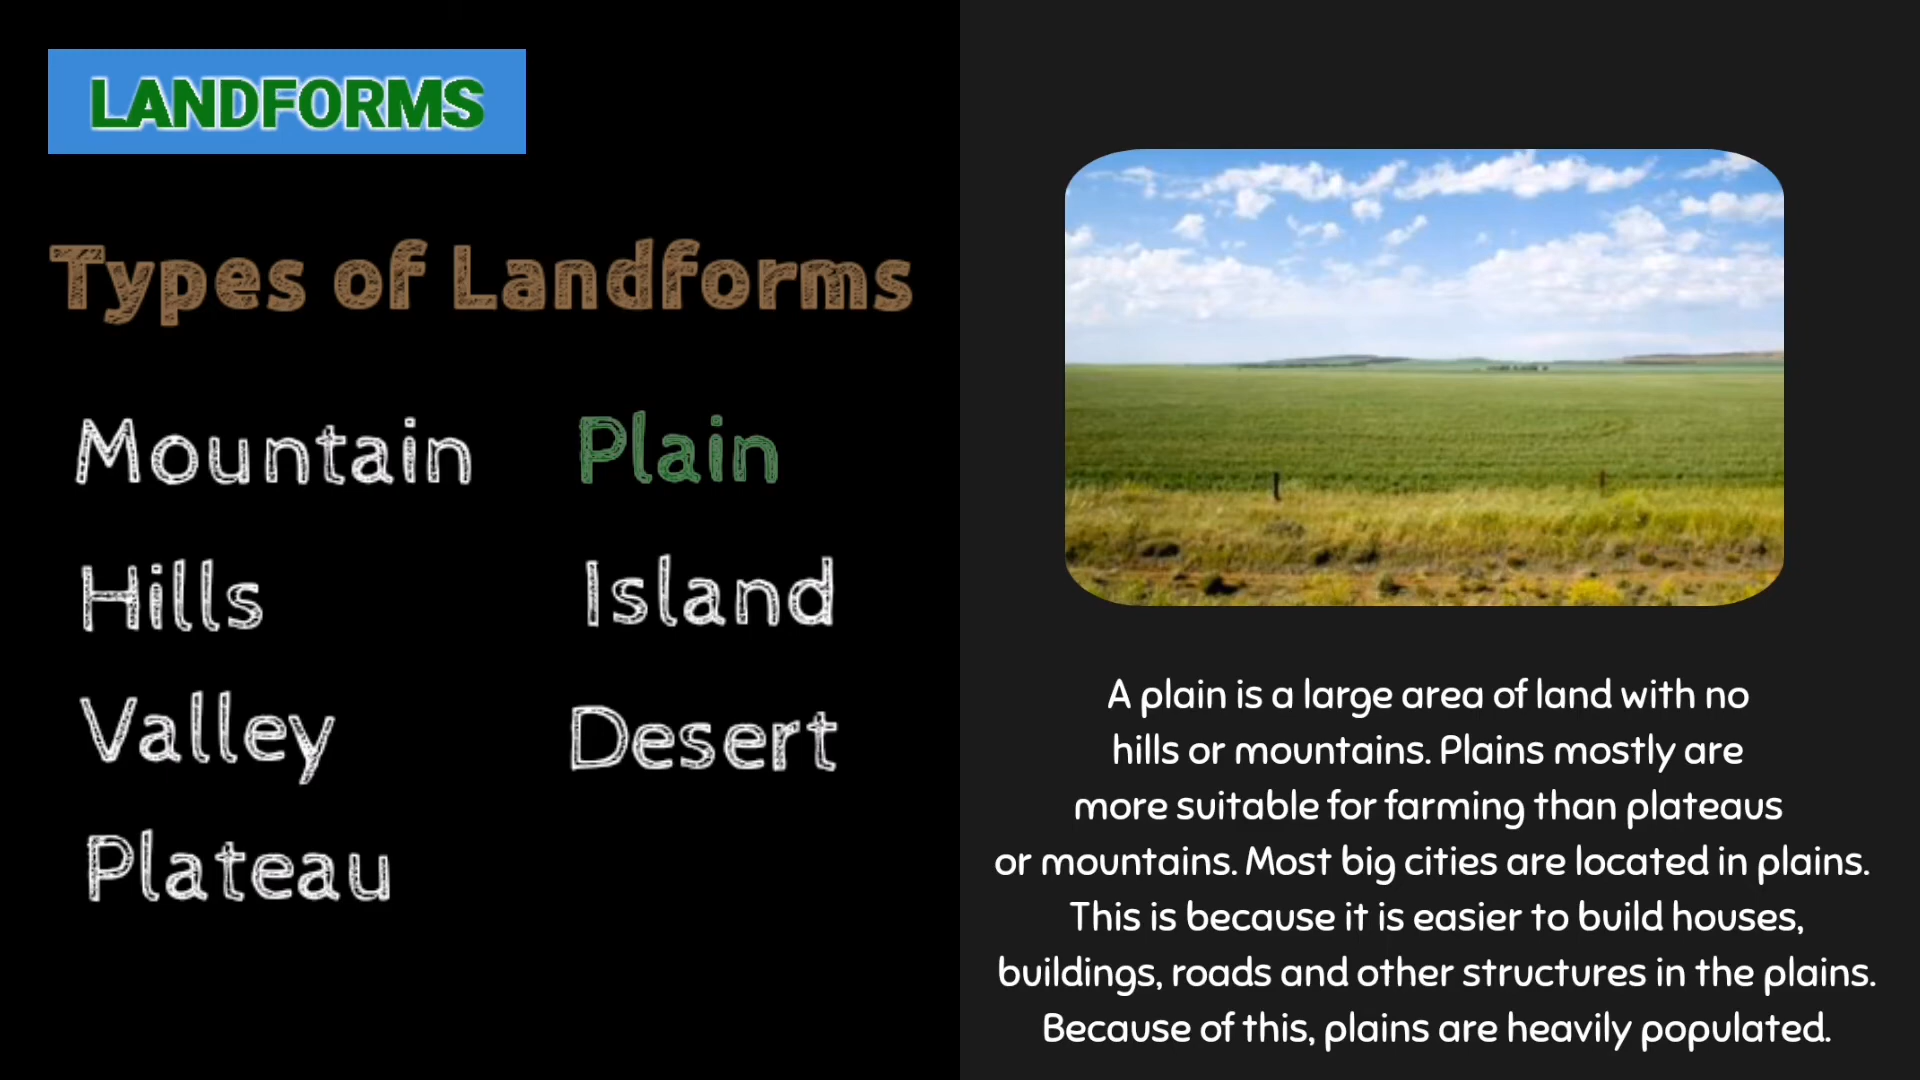 LANDFORMS
Types of Landforms
Mountain
Hills
Valley
Plateau
Plain
Island
Desert
A plain is a large area of land with no
hills or mountains. Plains mostly are
more suitable for farming than plateaus
or mountains. Most big cities are located in plains.
This is because it is easier to build houses,
buildings, roads and other structures in the plains.
Because of this, plains are heavily populated.